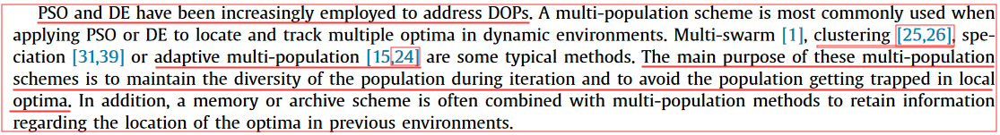 PSO and DE have been increasingly employed to address DOPs. A multi-population scheme is most commonly used when
applying PSO or DE to locate and track multiple optima in dynamic environments. Multi-swarm [1], clustering [25,26], spe-
ciation [31,39] or adaptive multi-population [15,24] are some typical methods. The main purpose of these multi-population
schemes is to maintain the diversity of the population during iteration and to avoid the population getting trapped in local
optima. In addition, a memory or archive scheme is often combined with multi-population methods to retain information
regarding the location of the optima in previous environments.